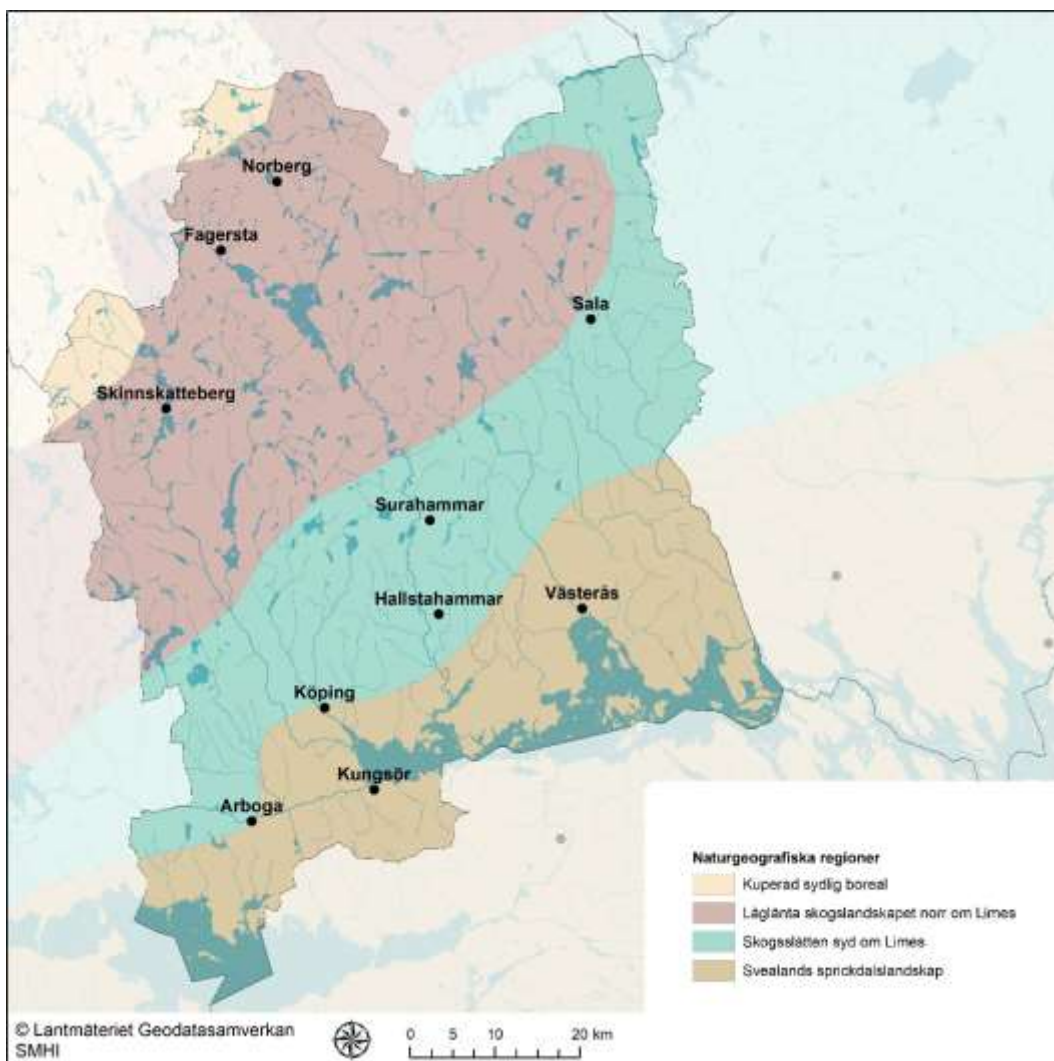 Norberg
Fagersta
Sala
Skinnskatteberg
Surahammar
Hallstahammar
Västerås
Köping
Kungsör
Arboga
Naturgeografiska regioner
Kuperad sydlig boreal
Låglänta skogslandskapet norr om Limes
Skogsslätten syd om Limes
Svealands sprickdalslandskap
© Lantmäteriet Geodatasamverkan
SMHI
0 5 10 20 km